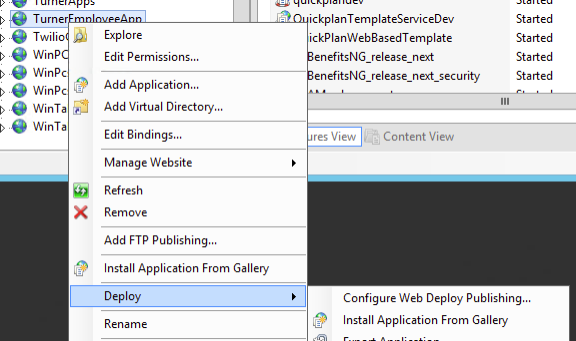 TurnerApps
TurnerEmployeeApp
Twilio
WinPC
WinPc
WinPc
WinTa
WinTa
Explore
Edit Permissions...
Add Application...
Add Virtual Directory...
Edit Bindings...
Manage Website
Refresh
Remove
Add FTP Publishing...
Install Application From Gallery
Deploy
Rename
quickplandev
QuickplanTemplateServiceDev Started
QuickPlanWebBasedTemplate Started
BenefitsNG_release_next Started
BenefitsNG_release_next_security Started
Started
ures View
Content View
Configure Web Deploy Publishing...
Install Application From Gallery
Export Application